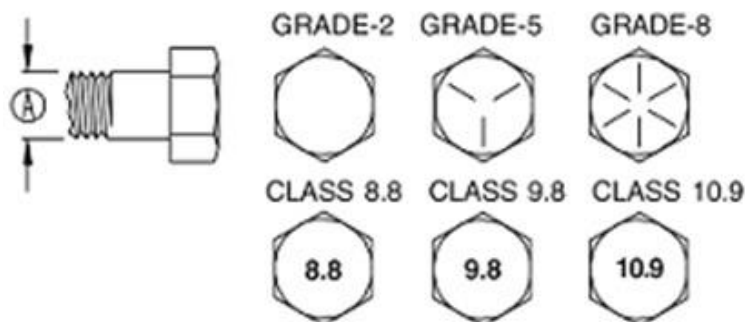 GRADE-2 GRADE-5 GRADE-8
A
CLASS 8.8 CLASS 9.8 CLASS 10.9
8.8 9.8 10.9